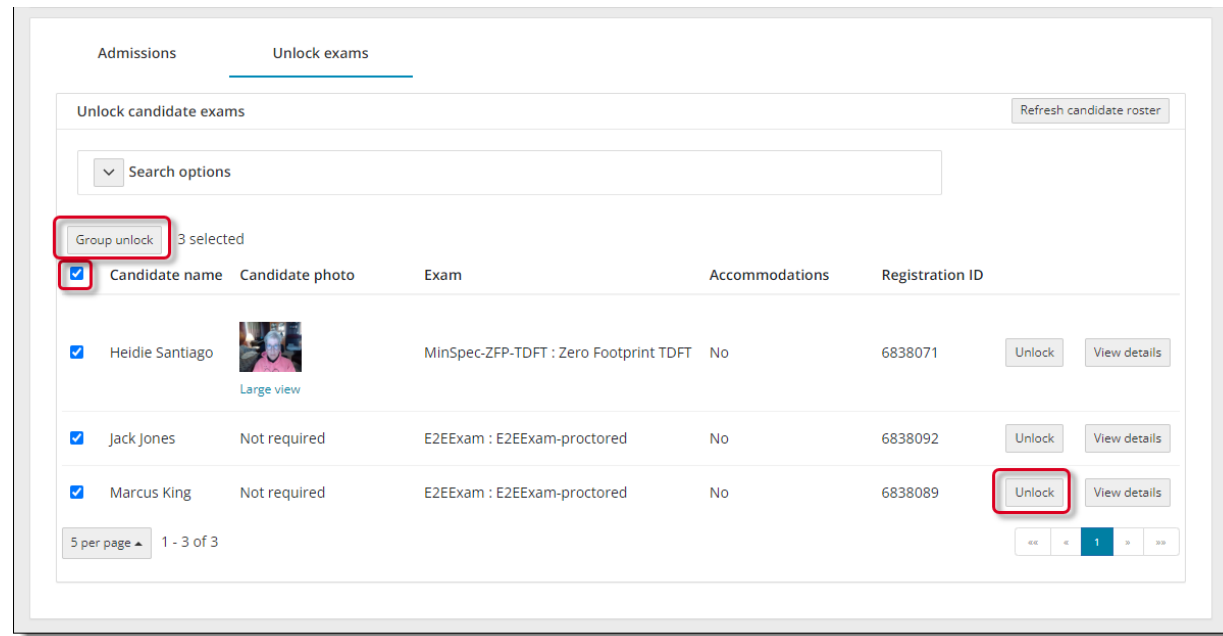 Admissions Unlock exams
Unlock candidate exams Refresh candidate roster
Search options
Group unlock 3 selected
Candidate name Candidate photo Exam Accommodations Registration ID
Heidie Santiago MinSpec-ZFP-TDFT : Zero Footprint TDFT No 6838071 Unlock View details
Large view
Jack Jones Not required E2EExam : E2EExam-proctored No 6838092 Unlock View details
Marcus King Not required E2EExam : E2EExam-proctored No 6838089 Unlock View details
5 per page 1 - 3 of 3 «« « 1 » »»